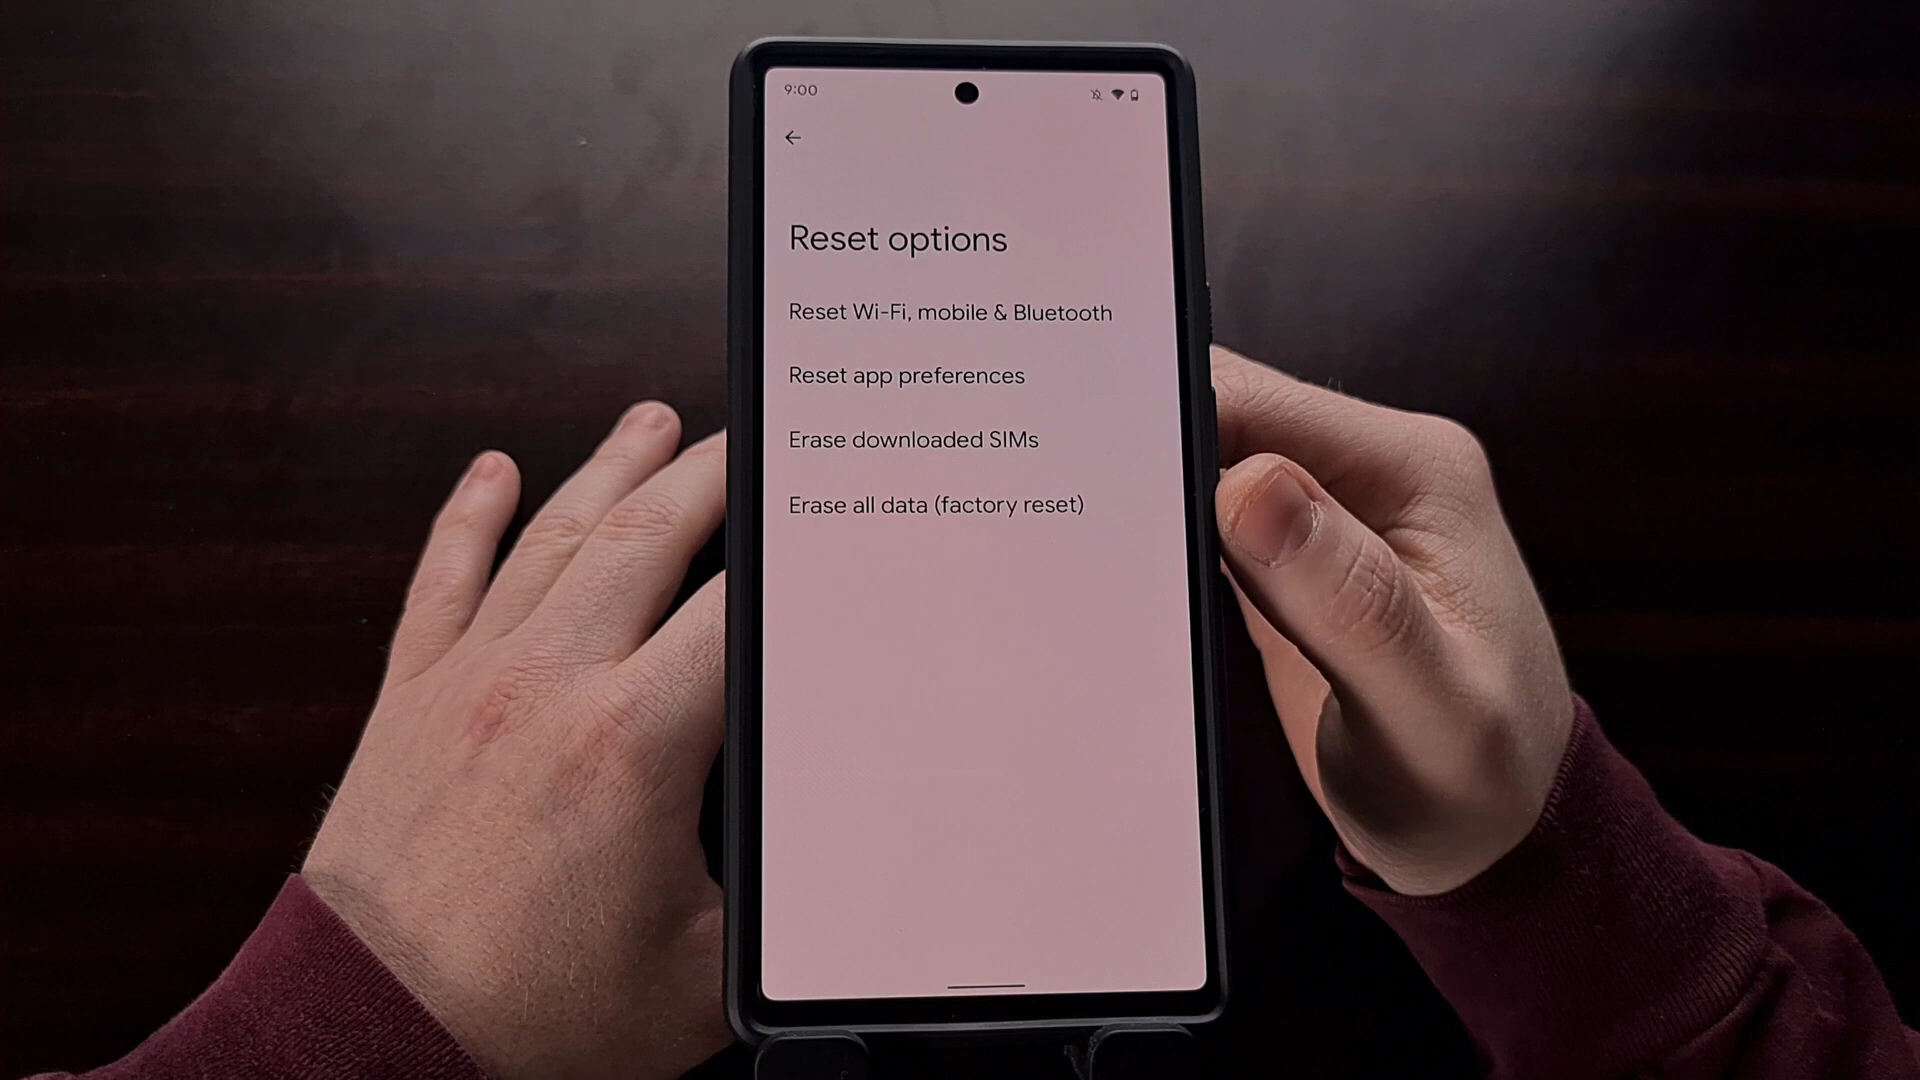 9:00
Reset options
Reset Wi-Fi, mobile & Bluetooth
Reset app preferences
Erase downloaded SIMs
Erase all data (factory reset)